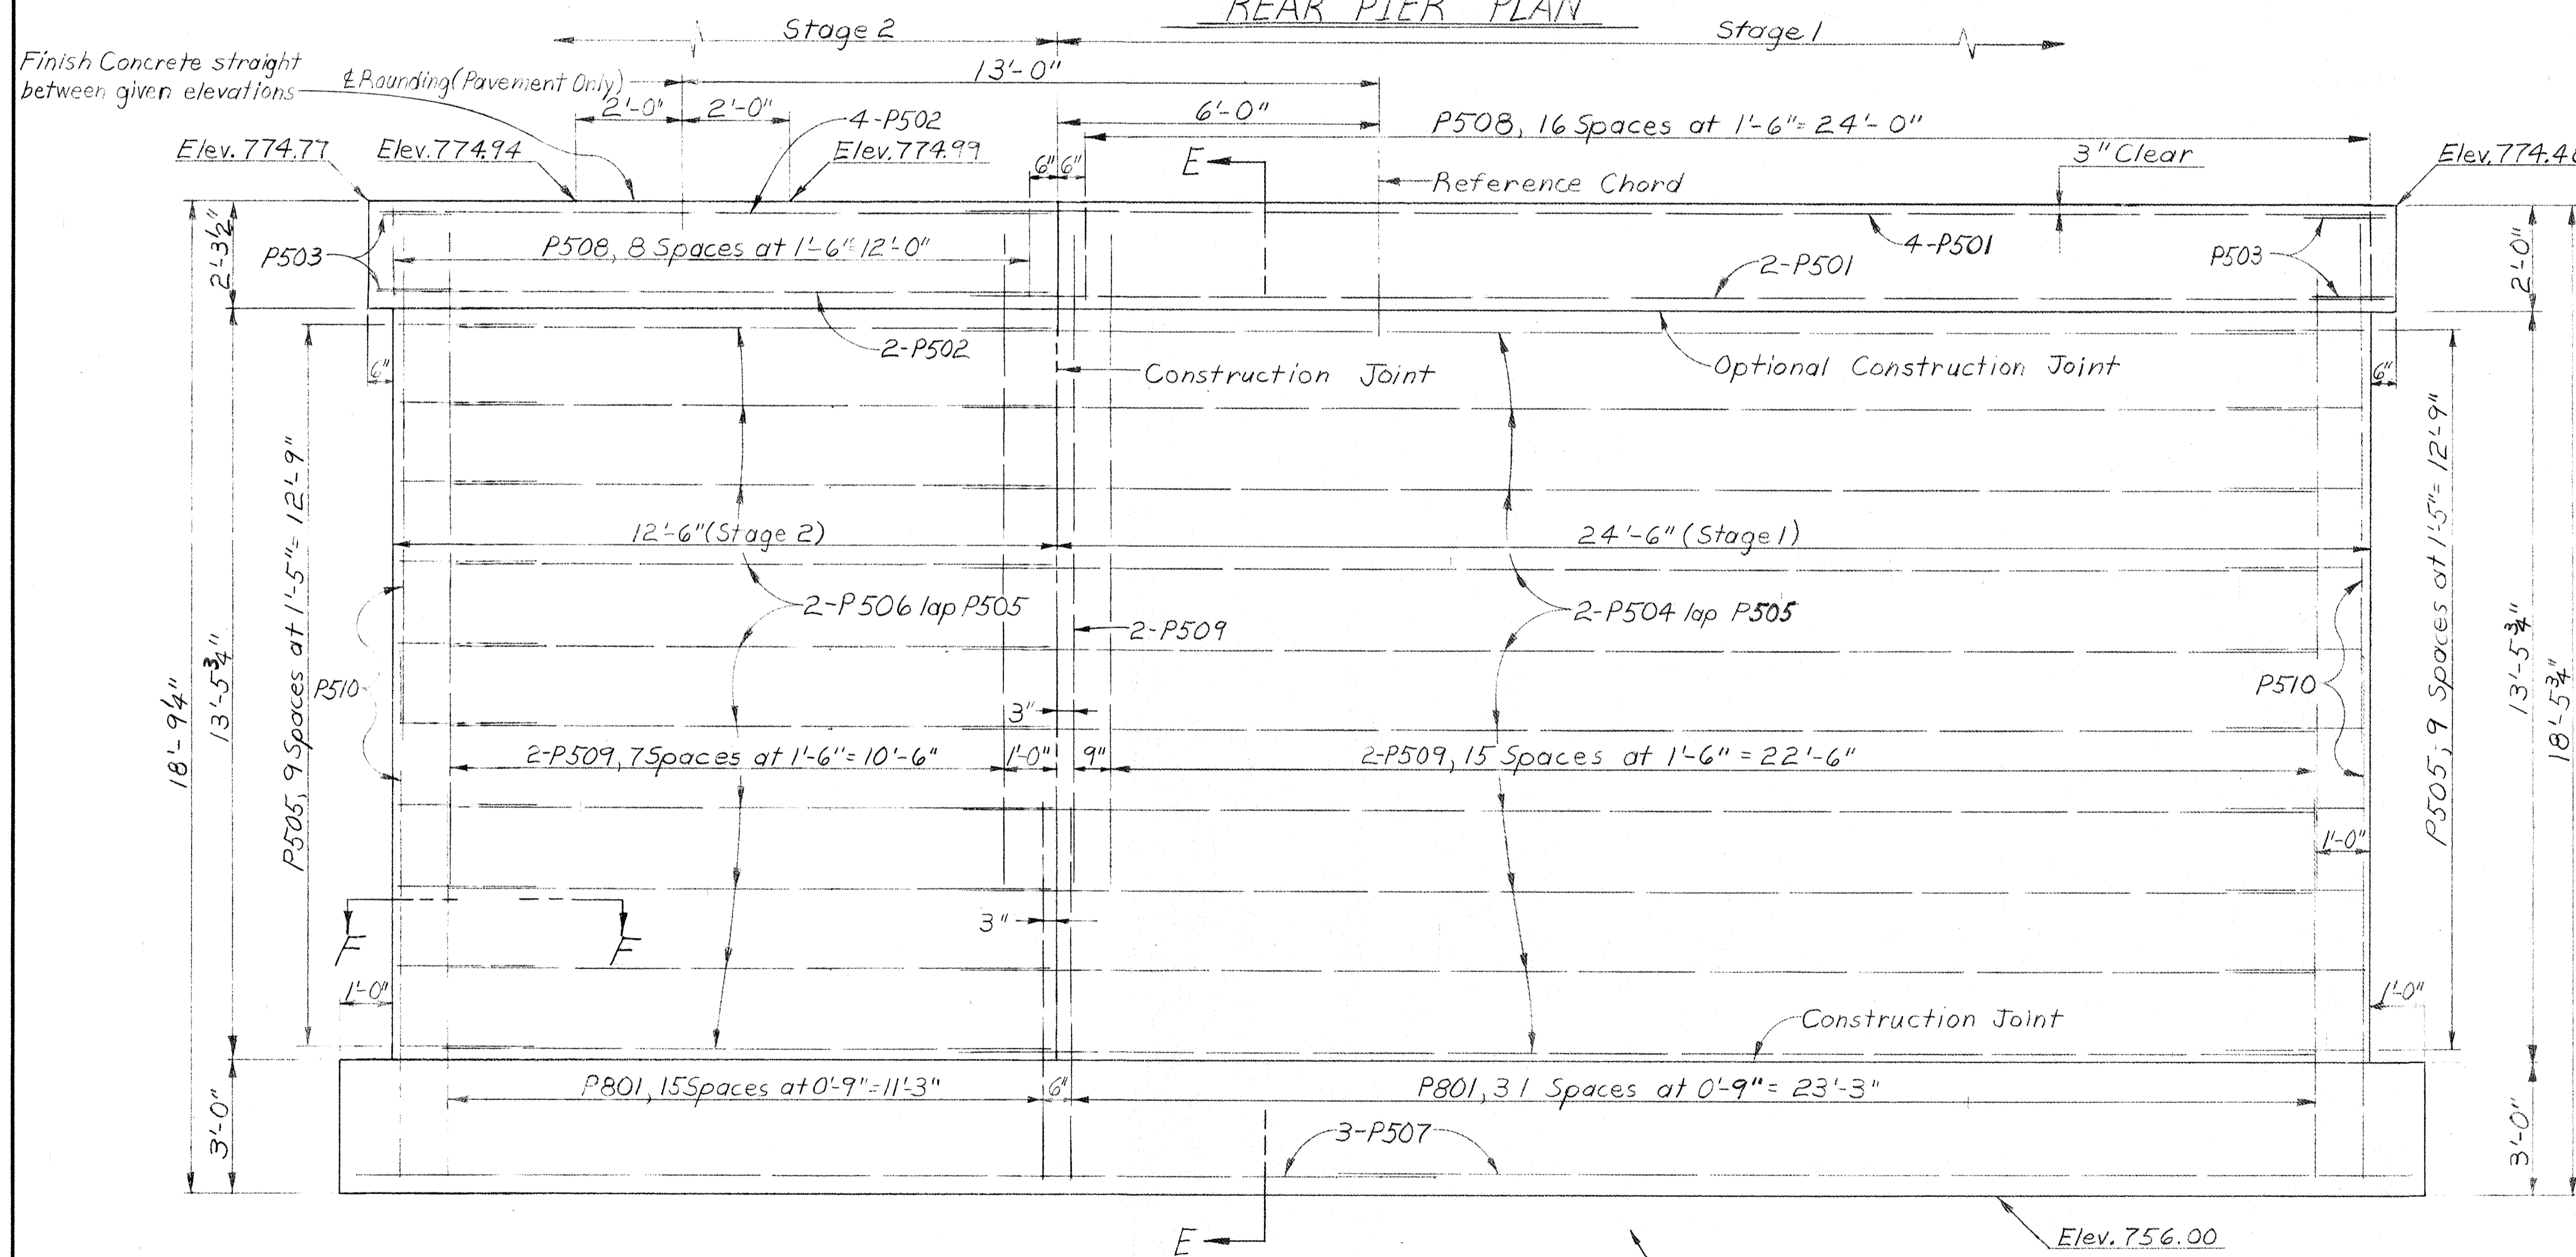 REAR PIER PLAN
Stage 2
Stage 1
Finish Concrete straight
between given elevations
℄ Rounding (Pavement Only)
13'-0"
2'-0"
2'-0"
4-P502
6'-0"
P508, 16 Spaces at 1'-6"= 24'-0"
Elev. 774.77
Elev. 774.94
Elev. 774.99
6"
6"
E
3" Clear
Reference Chord
2'-3½"
P503
P508, 8 Spaces at 1'-6"=12'-0"
4-P501
2-P501
P503
2'-0"
2-P502
Construction Joint
Optional Construction Joint
6"
6"
P505, 9 Spaces at 1'-5"= 12'-9"
12'-6" (Stage 2)
24'-6" (Stage 1)
P505, 9 Spaces at 1'-5"= 12'-9"
2-P506 lap P505
2-P509
2-P504 lap P505
18'-9¼"
13'-5¾"
P510
3"
P510
13'-5¾"
18'-5¾"
2-P509, 7 Spaces at 1'-6"= 10'-6"
1'-0"
9"
2-P509, 15 Spaces at 1'-6" = 22'-6"
1'-0"
3"
F
F
1'-0"
1'-0"
Construction Joint
P801, 15 Spaces at 0'-9"=11'-3"
6"
P801, 31 Spaces at 0'-9"= 23'-3"
3'-0"
3-P507
3'-0"
E
Elev. 756.00